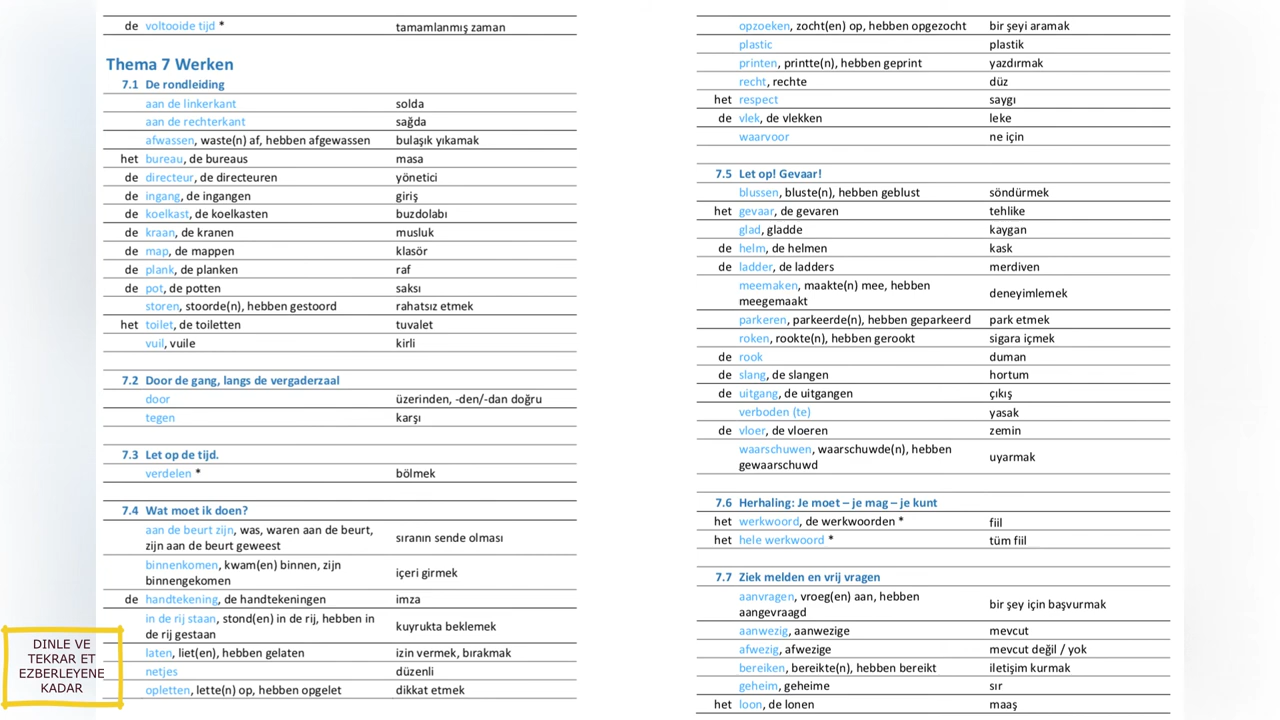 de voltooide tijd * tamamlanmış zaman
Thema 7 Werken
7.1 De rondleiding
aan de linkerkant solda
aan de rechterkant sağda
afwassen, waste(n) af, hebben afgewassen bulaşık yıkamak
het bureau, de bureaus masa
de directeur, de directeuren yönetici
de ingang, de ingangen giriş
de koelkast, de koelkasten buzdolabı
de kraan, de kranen musluk
de map, de mappen klasör
de plank, de planken raf
de pot, de potten saksı
storen, stoorde(n), hebben gestoord rahatsız etmek
het toilet, de toiletten tuvalet
vuil, vuile kirli
7.2 Door de gang, langs de vergaderzaal
door üzerinden, -den/-dan doğru
tegen karşı
7.3 Let op de tijd.
verdelen * bölmek
7.4 Wat moet ik doen?
aan de beurt zijn, was, waren aan de beurt,
zijn aan de beurt geweest sıranın sende olması
binnenkomen, kwam(en) binnen, zijn
binnengekomen içeri girmek
de handtekening, de handtekeningen imza
in de rij staan, stond(en) in de rij, hebben in
de rij gestaan kuyrukta beklemek
laten, liet(en), hebben gelaten izin vermek, bırakmak
netjes düzenli
opletten, lette(n) op, hebben opgelet dikkat etmek
DINLE VE
TEKRAR ET
EZBERLEYENE
KADAR
opzoeken, zocht(en) op, hebben opgezocht bir şeyi aramak
plastic plastik
printen, printte(n), hebben geprint yazdırmak
recht, rechte düz
het respect saygı
de vlek, de vlekken leke
waarvoor ne için
7.5 Let op! Gevaar!
blussen, bluste(n), hebben geblust söndürmek
het gevaar, de gevaren tehlike
glad, gladde kaygan
de helm, de helmen kask
de ladder, de ladders merdiven
meemaken, maakte(n) mee, hebben
meegemaakt deneyimlemek
parkeren, parkeerde(n), hebben geparkeerd park etmek
roken, rookte(n), hebben gerookt sigara içmek
de rook duman
de slang, de slangen hortum
de uitgang, de uitgangen çıkış
verboden (te) yasak
de vloer, de vloeren zemin
waarschuwen, waarschuwde(n), hebben
gewaarschuwd uyarmak
7.6 Herhaling: Je moet – je mag – je kunt
het werkwoord, de werkwoorden * fiil
het hele werkwoord * tüm fiil
7.7 Ziek melden en vrij vragen
aanvragen, vroeg(en) aan, hebben
aangevraagd bir şey için başvurmak
aanwezig, aanwezige mevcut
afwezig, afwezige mevcut değil / yok
bereiken, bereikte(n), hebben bereikt iletişim kurmak
geheim, geheime sır
het loon, de lonen maaş